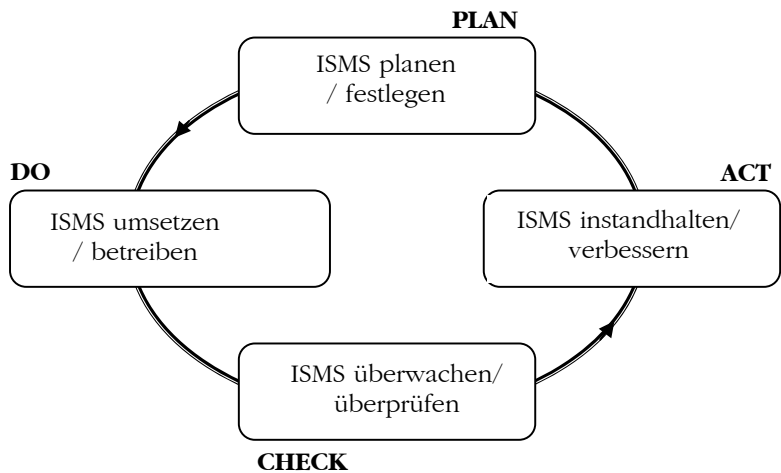 PLAN
ISMS planen
/ festlegen
DO
ISMS umsetzen
/ betreiben
ACT
ISMS instandhalten/
verbessern
ISMS überwachen/
überprüfen
CHECK